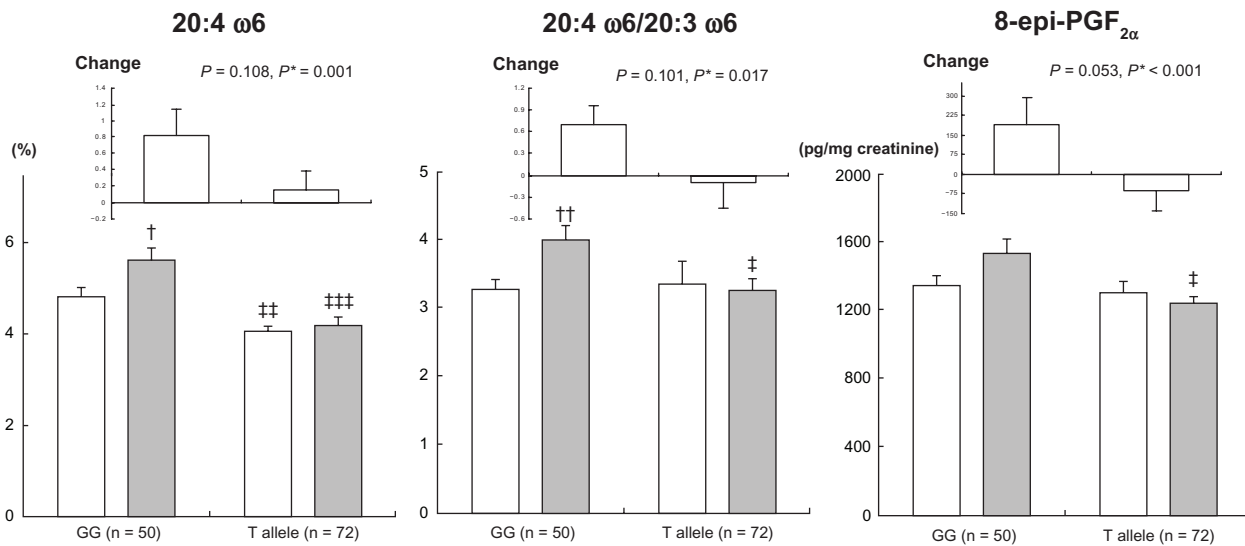 20:4 ω6
Change
P = 0.108, P* = 0.001
1.4
1.2
1
0.8
0.6
0.4
0.2
0
−0.2
(%)
6
4
2
0
†
‡‡
‡‡‡
GG (n = 50)
T allele (n = 72)
20:4 ω6/20:3 ω6
Change
P = 0.101, P* = 0.017
1.2
0.9
0.6
0.3
0
−0.3
−0.6
5
4
3
2
1
0
††
‡
GG (n = 50)
T allele (n = 72)
8-epi-PGF2α
Change
P = 0.053, P* < 0.001
300
225
150
75
0
−75
−150
(pg/mg creatinine)
2000
1600
1200
800
400
0
‡
GG (n = 50)
T allele (n = 72)